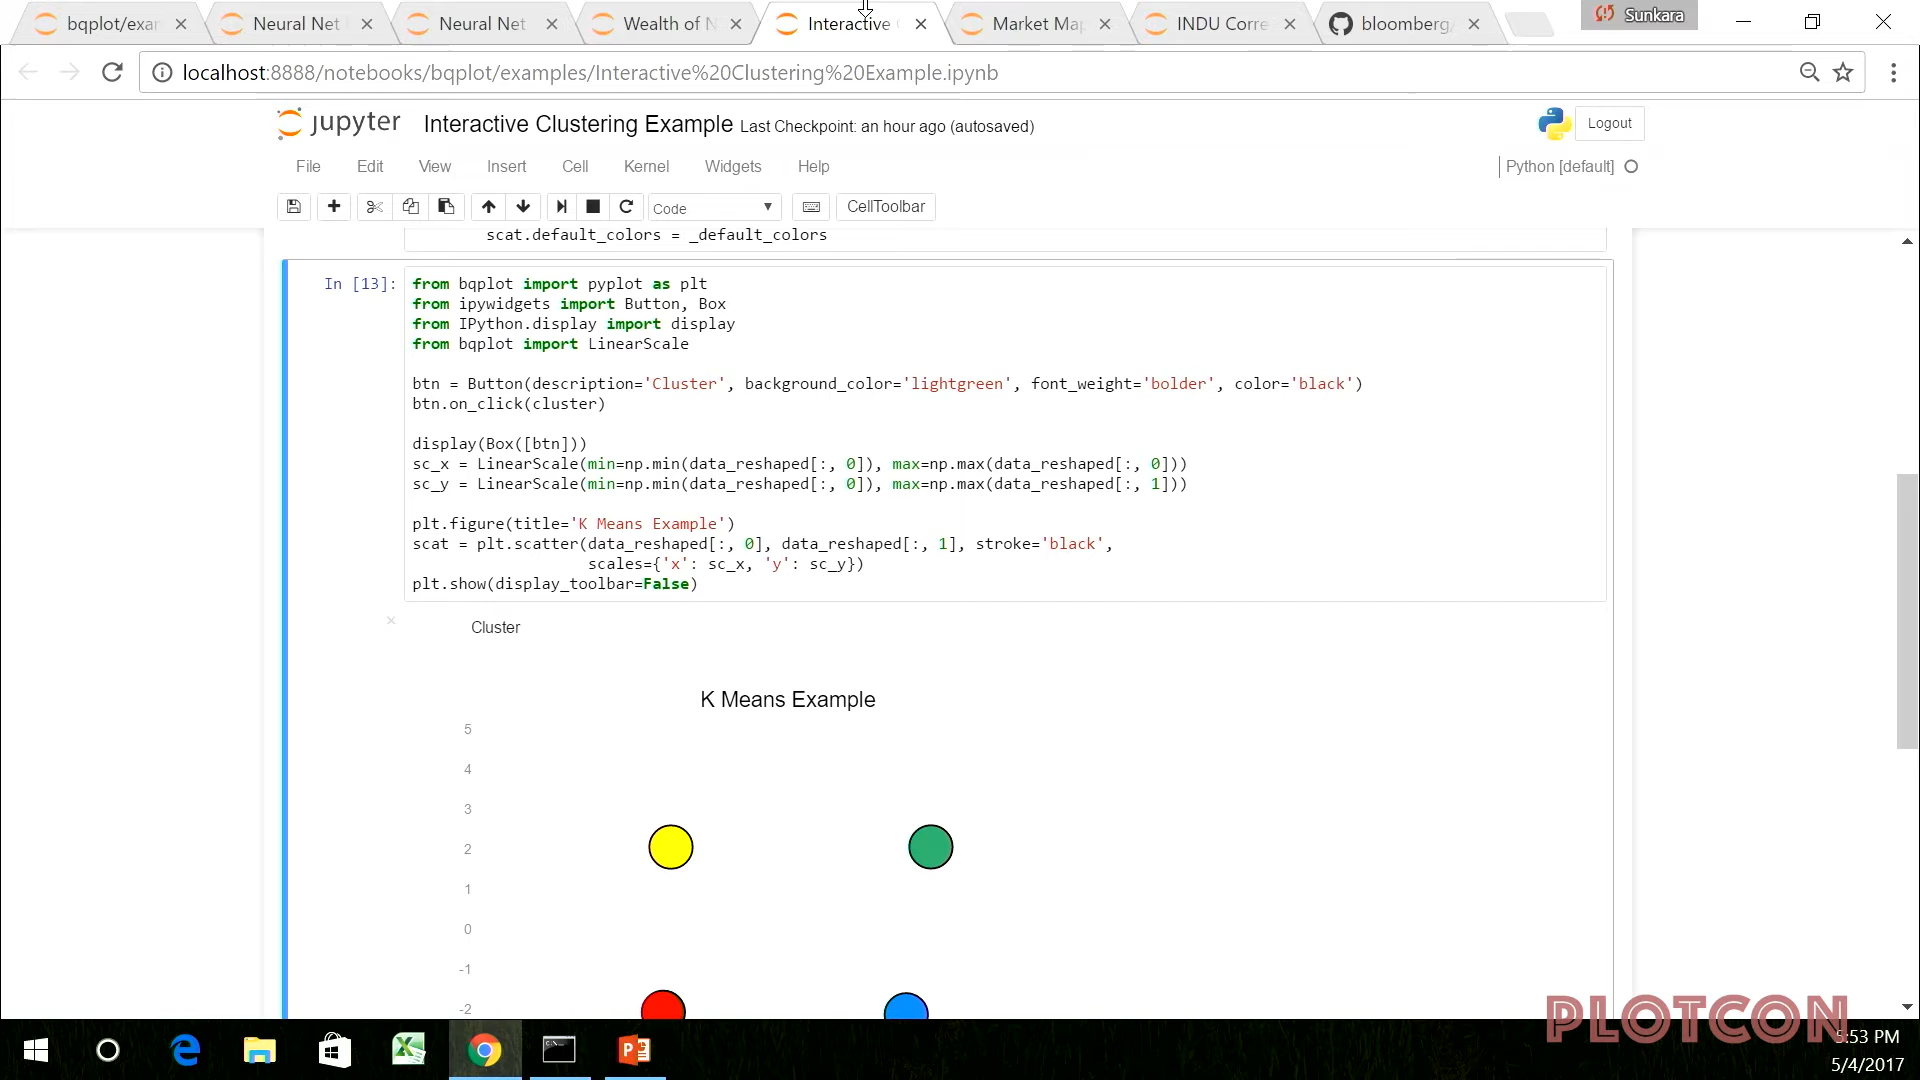 bqplot/exar
Neural Net
Neural Net
Wealth of N
Interactive
Market Map
INDU Corre
bloomberg/
Sunkara
localhost:8888/notebooks/bqplot/examples/Interactive%20Clustering%20Example.ipynb
jupyter Interactive Clustering Example Last Checkpoint: an hour ago (autosaved)
Logout
File Edit View Insert Cell Kernel Widgets Help
Python [default]
Code
CellToolbar
scat.default_colors = _default_colors
In [13]:
from bqplot import pyplot as plt
from ipywidgets import Button, Box
from IPython.display import display
from bqplot import LinearScale
btn = Button(description='Cluster', background_color='lightgreen', font_weight='bolder', color='black')
btn.on_click(cluster)
display(Box([btn]))
sc_x = LinearScale(min=np.min(data_reshaped[:, 0]), max=np.max(data_reshaped[:, 0]))
sc_y = LinearScale(min=np.min(data_reshaped[:, 0]), max=np.max(data_reshaped[:, 1]))
plt.figure(title='K Means Example')
scat = plt.scatter(data_reshaped[:, 0], data_reshaped[:, 1], stroke='black',
scales={'x': sc_x, 'y': sc_y})
plt.show(display_toolbar=False)
Cluster
K Means Example
5
4
3
2
1
0
-1
-2
PLOTCON
5:53 PM
5/4/2017